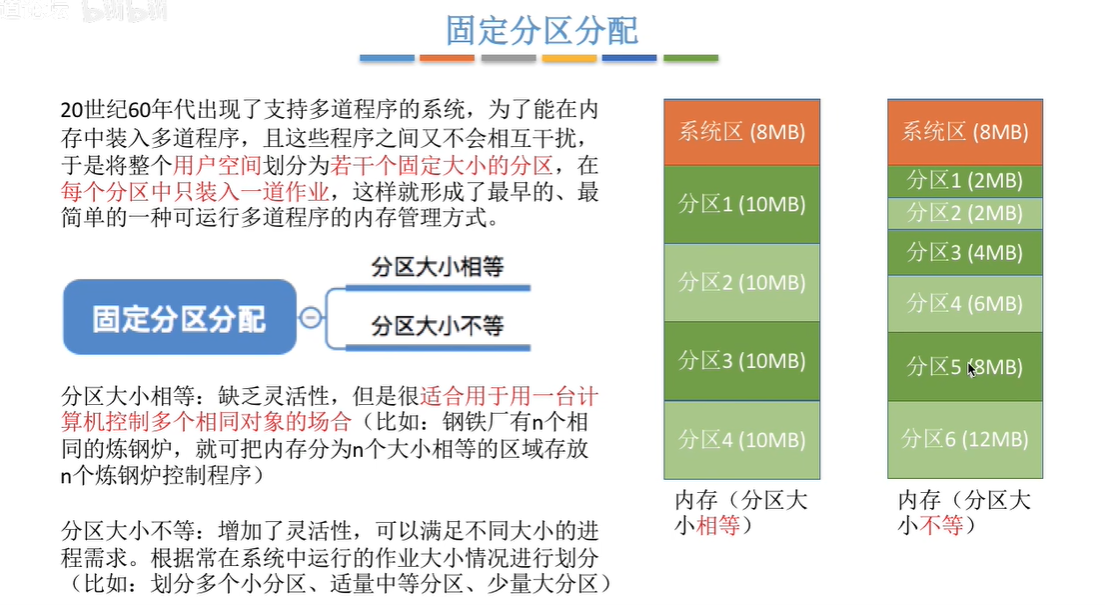 固定分区分配
20世纪60年代出现了支持多道程序的系统，为了能在内
存中装入多道程序，且这些程序之间又不会相互干扰，
于是将整个用户空间划分为若干个固定大小的分区，在
每个分区中只装入一道作业，这样就形成了最早的、最
简单的一种可运行多道程序的内存管理方式。
固定分区分配
分区大小相等
分区大小不等
分区大小相等：缺乏灵活性，但是很适合用于用一台计
算机控制多个相同对象的场合（比如：钢铁厂有n个相
同的炼钢炉，就可把内存分为n个大小相等的区域存放
n个炼钢炉控制程序）
分区大小不等：增加了灵活性，可以满足不同大小的进
程需求。根据常在系统中运行的作业大小情况进行划分
（比如：划分多个小分区、适量中等分区、少量大分区）
系统区 (8MB)
分区1 (10MB)
分区2 (10MB)
分区3 (10MB)
分区4 (10MB)
内存（分区大
小相等）
系统区 (8MB)
分区1 (2MB)
分区2 (2MB)
分区3 (4MB)
分区4 (6MB)
分区5 (8MB)
分区6 (12MB)
内存（分区大
小不等）